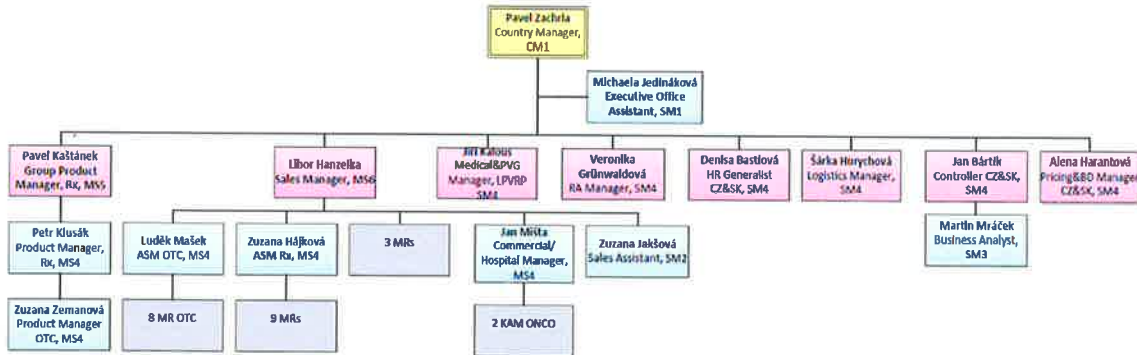 Pavel Zachrla
Country Manager,
CM1
Michaela Jedináková
Executive Office
Assistant, SM1
Pavel Kaštánek
Group Product
Manager, Rx, MS5
Libor Hanzelka
Sales Manager, MS6
Jiří Kalous
Medical&PVG
Manager, LPVRP
SM4
Veronika
Grünwaldová
RA Manager, SM4
Denisa Bastlová
HR Generalist
CZ&SK, SM4
Šárka Hurychová
Logistics Manager,
SM4
Jan Bártík
Controller CZ&SK,
SM4
Alena Harantová
Pricing&BD Manager
CZ&SK, SM4
Petr Klusák
Product Manager,
Rx, MS4
Luděk Mašek
ASM OTC, MS4
Zuzana Hájková
ASM Rx, MS4
3 MRs
Jan Mišta
Commercial/
Hospital Manager,
MS4
Zuzana Jakšová
Sales Assistant, SM2
Martin Mráček
Business Analyst,
SM3
Zuzana Zemanová
Product Manager
OTC, MS4
8 MR OTC
9 MRs
2 KAM ONCO